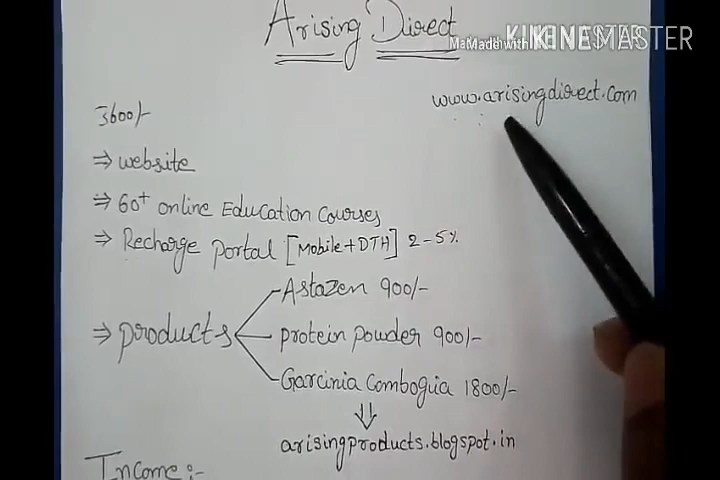 Arising Direct
Made with KINEMASTER
www.arisingdirect.com
3600/-
⇒ website
⇒ 60+ online Education Courses
⇒ Recharge Portal [Mobile+DTH] 2-5%
⇒ products
Astazen 900/-
protein powder 900/-
Garcinia Combogia 1800/-
⇓
arisingproducts.blogspot.in
Income:-